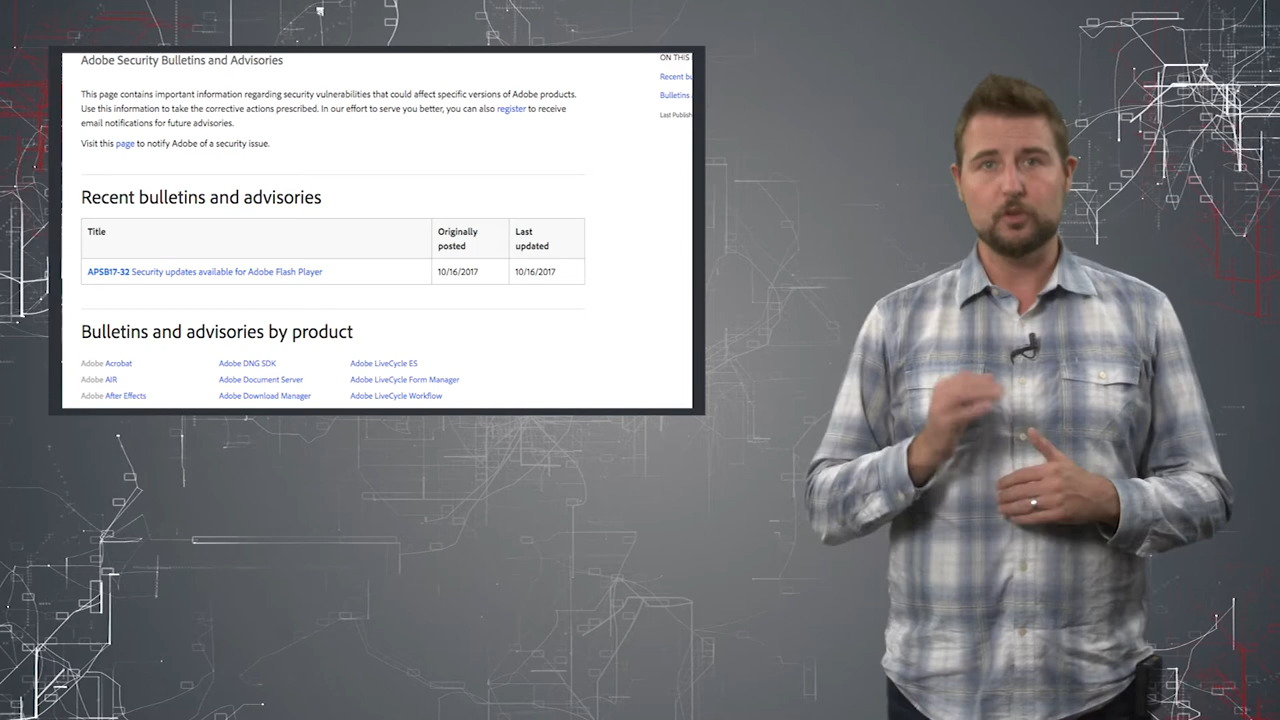 Adobe Security Bulletins and Advisories
ON THIS
This page contains important information regarding security vulnerabilities that could affect specific versions of Adobe products.
Use this information to take the corrective actions prescribed. In our effort to serve you better, you can also register to receive
email notifications for future advisories.
Visit this page to notify Adobe of a security issue.
Recent bu
Bulletins
Last Publish
Recent bulletins and advisories
Title
Originally posted
Last updated
APSB17-32 Security updates available for Adobe Flash Player
10/16/2017
10/16/2017
Bulletins and advisories by product
Adobe Acrobat
Adobe DNG SDK
Adobe LiveCycle ES
Adobe AIR
Adobe Document Server
Adobe LiveCycle Form Manager
Adobe After Effects
Adobe Download Manager
Adobe LiveCycle Workflow